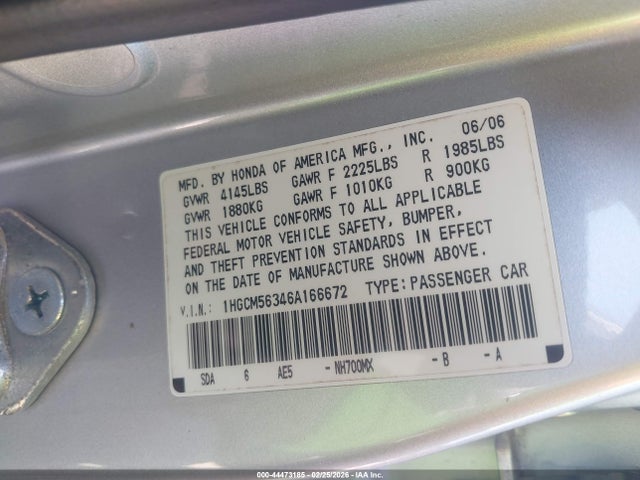 MFD. BY HONDA OF AMERICA MFG., INC. 06/06
GVWR 4145LBS GAWR F 2225LBS R 1985LBS
GVWR 1880KG GAWR F 1010KG R 900KG
THIS VEHICLE CONFORMS TO ALL APPLICABLE
FEDERAL MOTOR VEHICLE SAFETY, BUMPER,
AND THEFT PREVENTION STANDARDS IN EFFECT
ON THE DATE OF MANUFACTURE SHOWN ABOVE.
V.I.N.: 1HGCM56346A166672 TYPE: PASSENGER CAR
SDA 6 AE5 -NH700MX -B -A
000-44473185 - 02/25/2026 - IAAI.COM